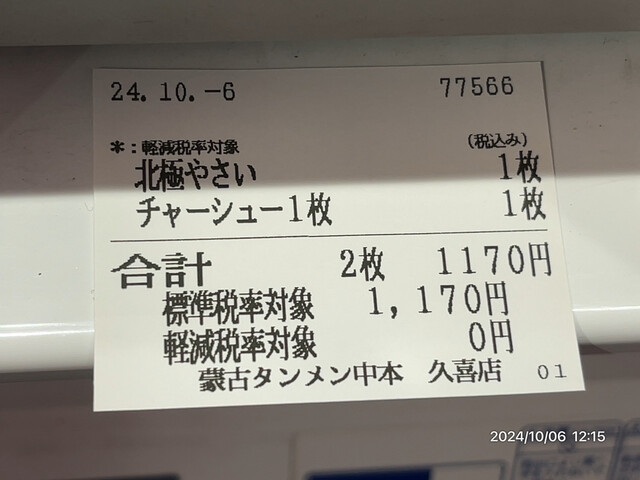 24.10.-6 77566
*:軽減税率対象 (税込み)
北極やさい 1枚
チャーシュー1枚 1枚
合計 2枚 1170円
標準税率対象 1,170円
軽減税率対象 0円
蒙古タンメン中本 久喜店 01
2024/10/06 12:15